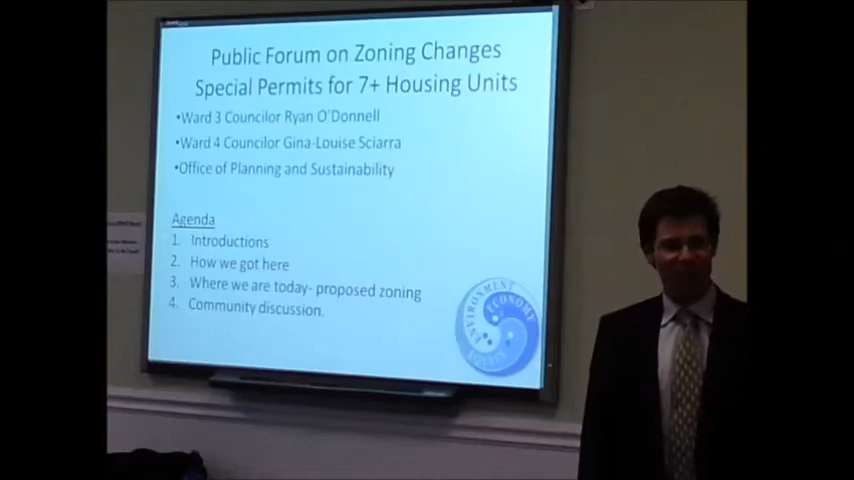 Public Forum on Zoning Changes
Special Permits for 7+ Housing Units
•Ward 3 Councilor Ryan O'Donnell
•Ward 4 Councilor Gina-Louise Sciarra
•Office of Planning and Sustainability
Agenda
1. Introductions
2. How we got here
3. Where we are today- proposed zoning
4. Community discussion.
ENVIRONMENT
ECONOMY
EQUITY